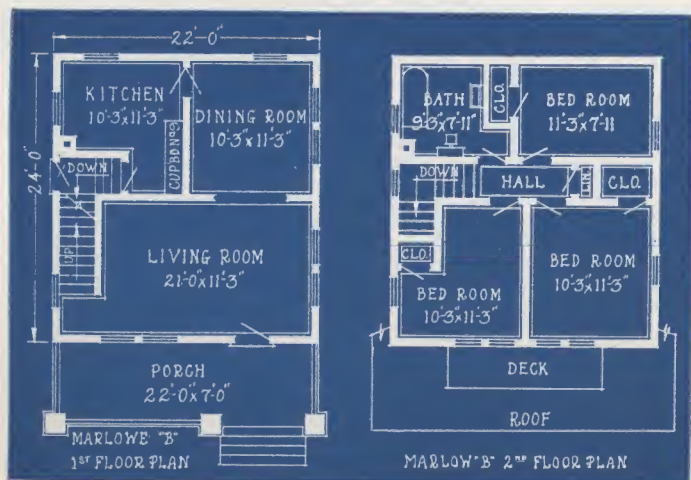 22'-0"
24'-0"
KITCHEN
10'-3"x11'-3"
DINING ROOM
10'-3"x11'-3"
CUPB'D Nº3
DOWN
UP
LIVING ROOM
21'-0"x11'-3"
PORCH
22'-0"x7'-0"
MARLOWE "B"
1ST FLOOR PLAN
BATH
9'-3"x7'-11"
CLO.
BED ROOM
11'-3"x7'-11
DOWN
HALL
LIN.
CLO.
CLO.
BED ROOM
10'-3"x11'-3"
BED ROOM
10'-3"x11'-3"
DECK
ROOF
MARLOW "B" 2ND FLOOR PLAN